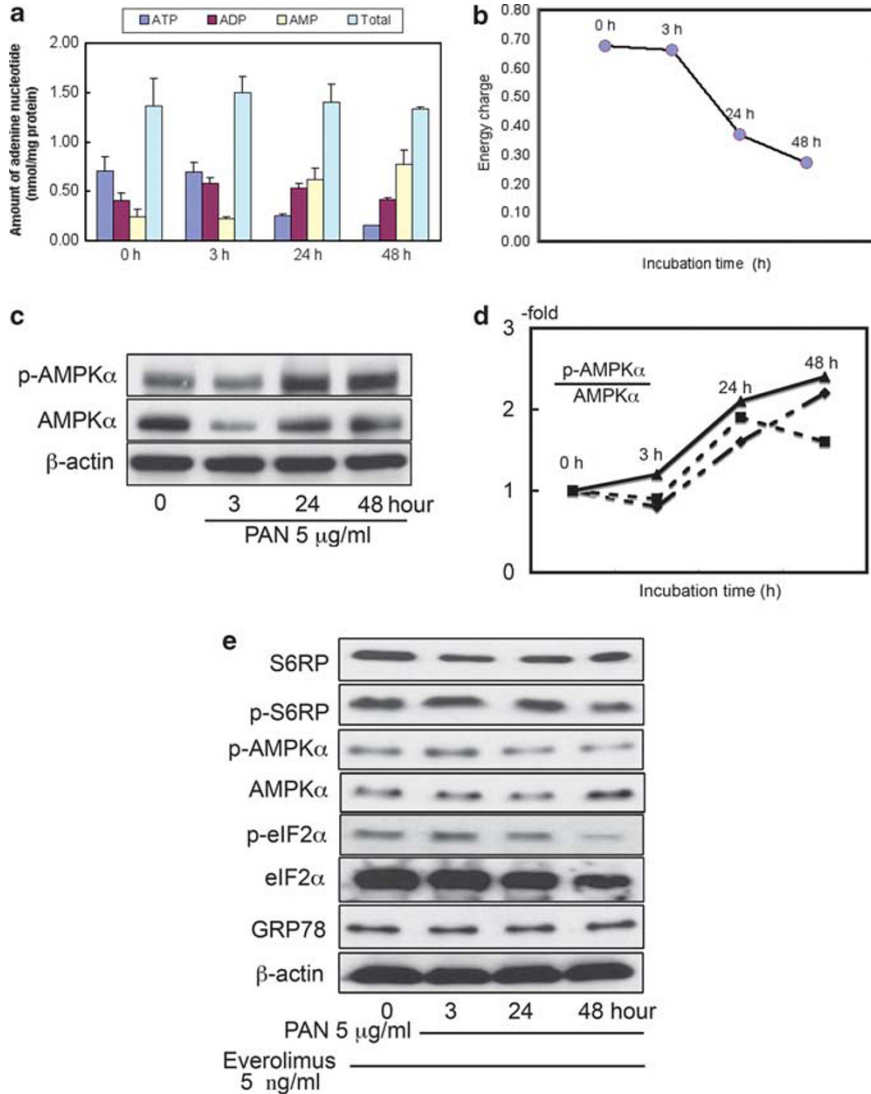 a
ATP ADP AMP Total
Amount of adenine nucleotide
(nmol/mg protein)
2.00
1.50
1.00
0.50
0.00
0 h 3 h 24 h 48 h
b
Energy charge
0.80
0.70
0.60
0.50
0.40
0.30
0.20
0.10
0.00
0 h
3 h
24 h
48 h
Incubation time (h)
c
p-AMPKα
AMPKα
β-actin
0 3 24 48 hour
PAN 5 μg/ml
d
-fold
3
2
1
0
p-AMPKα
AMPKα
0 h
3 h
24 h
48 h
Incubation time (h)
e
S6RP
p-S6RP
p-AMPKα
AMPKα
p-eIF2α
eIF2α
GRP78
β-actin
0 3 24 48 hour
PAN 5 μg/ml
Everolimus
5 ng/ml